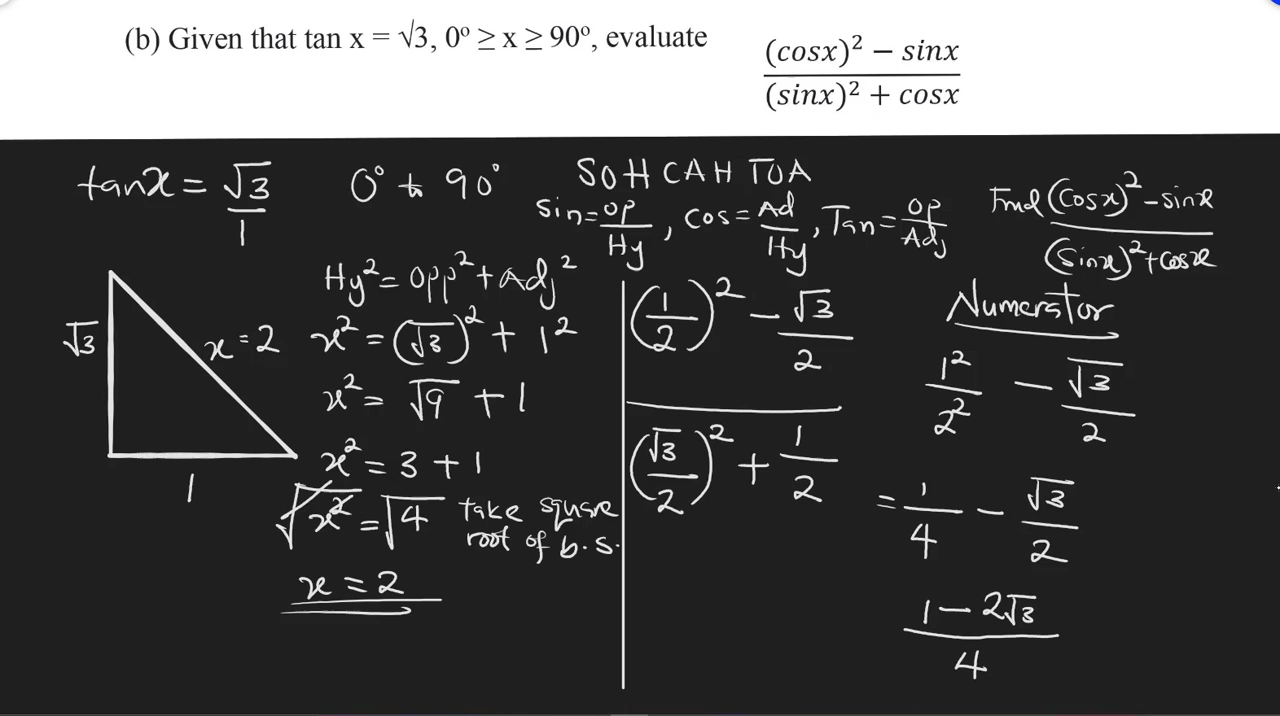 (b) Given that tan x = √3, 0° ≥ x ≥ 90°, evaluate
(cosx)² − sinx
(sinx)² + cosx
tanx = √3/1
0° to 90°
SOH CAH TOA
Sin = OP/Hy, Cos = Ad/Hy, Tan = OP/Adj
Find (Cosx)² − sinx
(Sinx)² + Cosx
√3
x = 2
1
Hy² = Opp² + Adj²
x² = (√3)² + 1²
x² = √9 + 1
x² = 3 + 1
√x² = √4 take square
root of b.s.
x = 2
(1/2)² − √3/2
(√3/2)² + 1/2
Numerator
1²/2² − √3/2
= 1/4 − √3/2
1 − 2√3
4